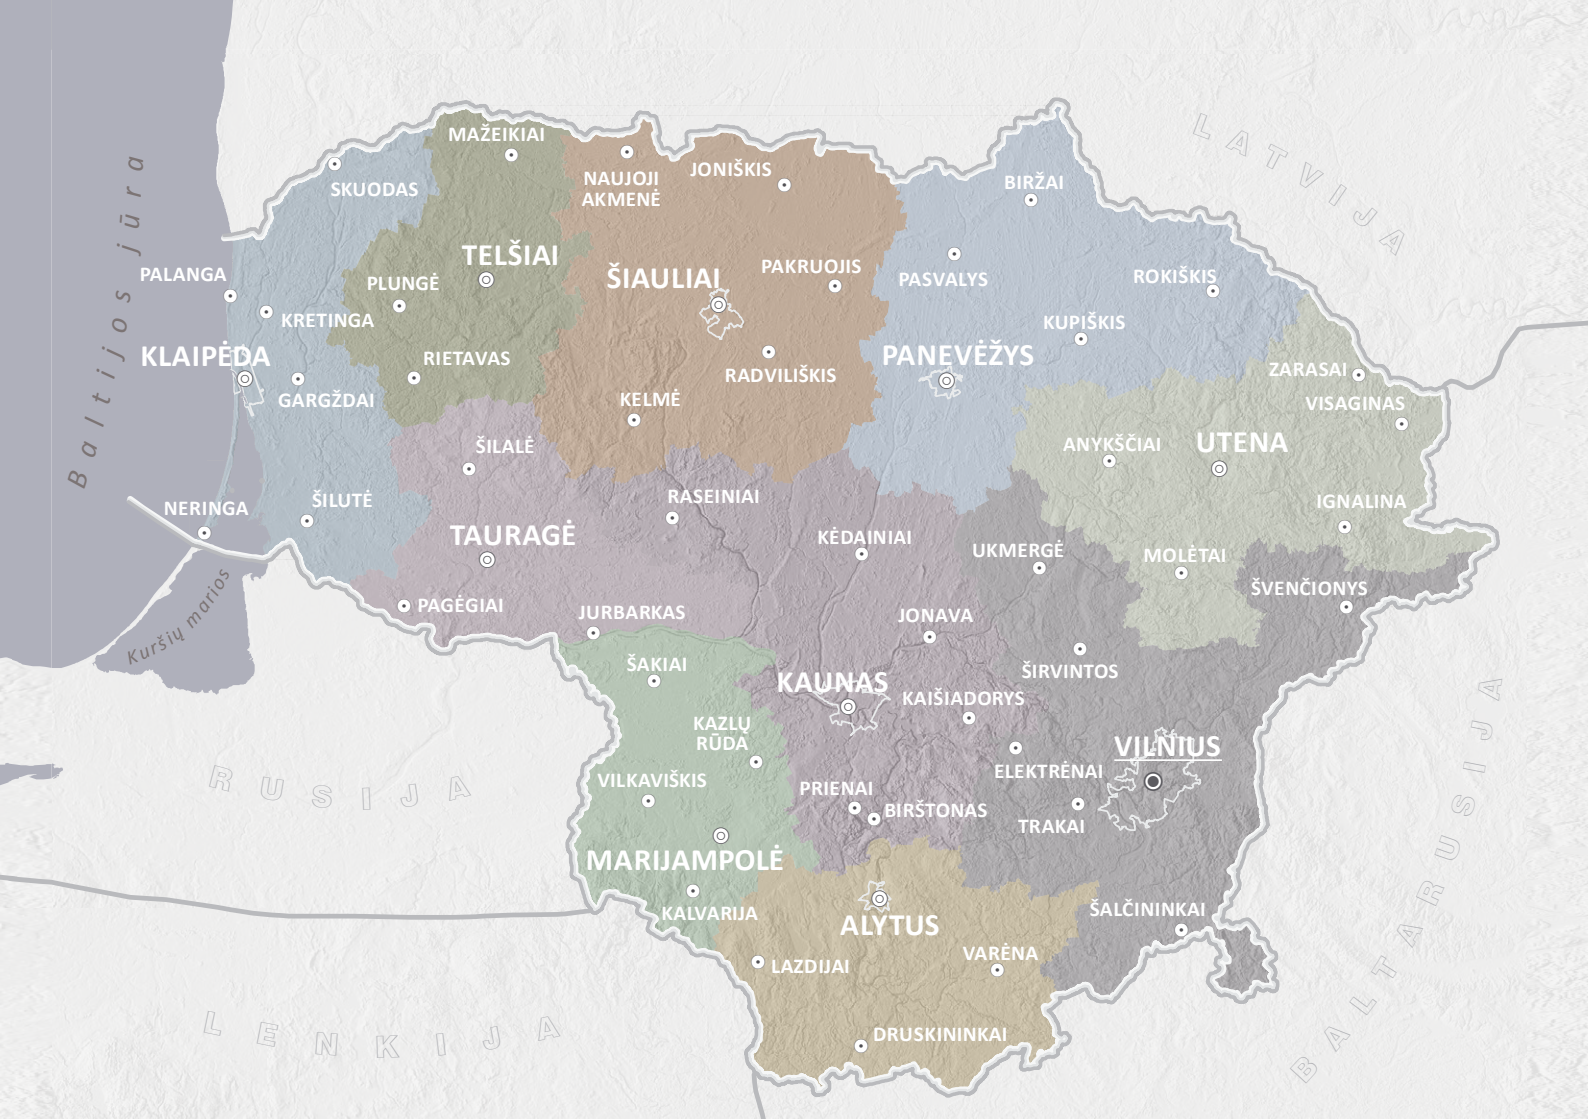 LATVIJA
MAŽEIKIAI
SKUODAS
NAUJOJI
AKMENĖ
JONIŠKIS
BIRŽAI
TELŠIAI
PALANGA
PLUNGĖ
ŠIAULIAI
PAKRUOJIS
PASVALYS
ROKIŠKIS
KRETINGA
KUPIŠKIS
Baltijos jūra
KLAIPĖDA
RIETAVAS
PANEVĖŽYS
RADVILIŠKIS
ZARASAI
GARGŽDAI
KELMĖ
VISAGINAS
ŠILALĖ
ANYKŠČIAI
UTENA
NERINGA
ŠILUTĖ
RASEINIAI
IGNALINA
TAURAGĖ
KĖDAINIAI
UKMERGĖ
MOLĖTAI
ŠVENČIONYS
Kuršių marios
PAGĖGIAI
JURBARKAS
JONAVA
ŠAKIAI
ŠIRVINTOS
KAUNAS
KAIŠIADORYS
KAZLŲ
RŪDA
VILNIUS
ELEKTRĖNAI
RUSIJA
VILKAVIŠKIS
PRIENAI
BIRŠTONAS
TRAKAI
BALTARUSIJA
MARIJAMPOLĖ
KALVARIJA
ALYTUS
ŠALČININKAI
LAZDIJAI
VARĖNA
LENKIJA
DRUSKININKAI